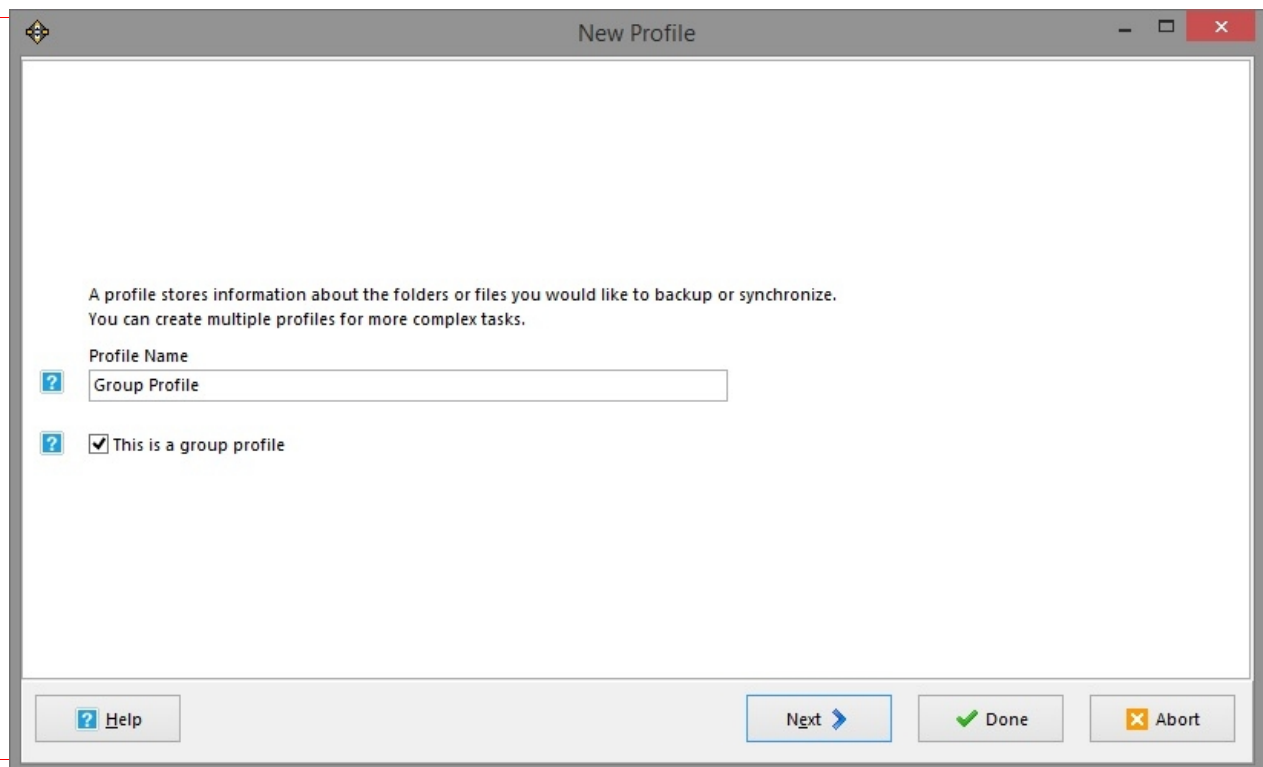 New Profile
A profile stores information about the folders or files you would like to backup or synchronize.
You can create multiple profiles for more complex tasks.
Profile Name
Group Profile
This is a group profile
Help
Next
Done
Abort